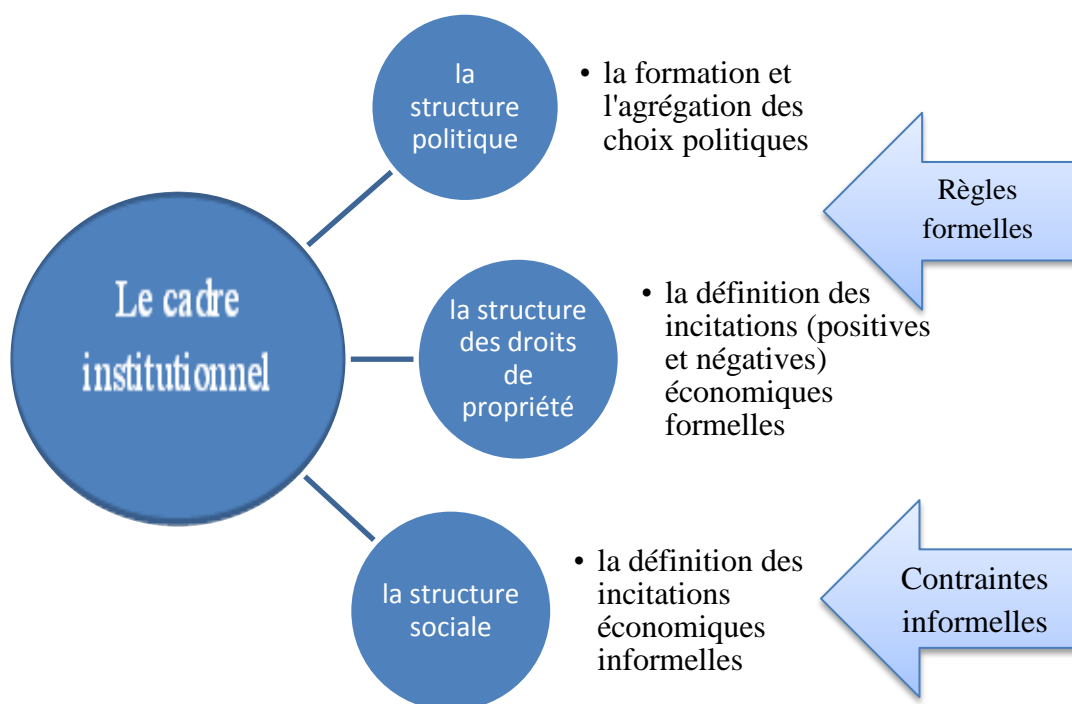 la
structure
politique
• la formation et
l'agrégation des
choix politiques
Règles
formelles
Le cadre
institutionnel
la structure
des droits
de
propriété
• la définition des
incitations (positives
et négatives)
économiques
formelles
la structure
sociale
• la définition des
incitations
économiques
informelles
Contraintes
informelles